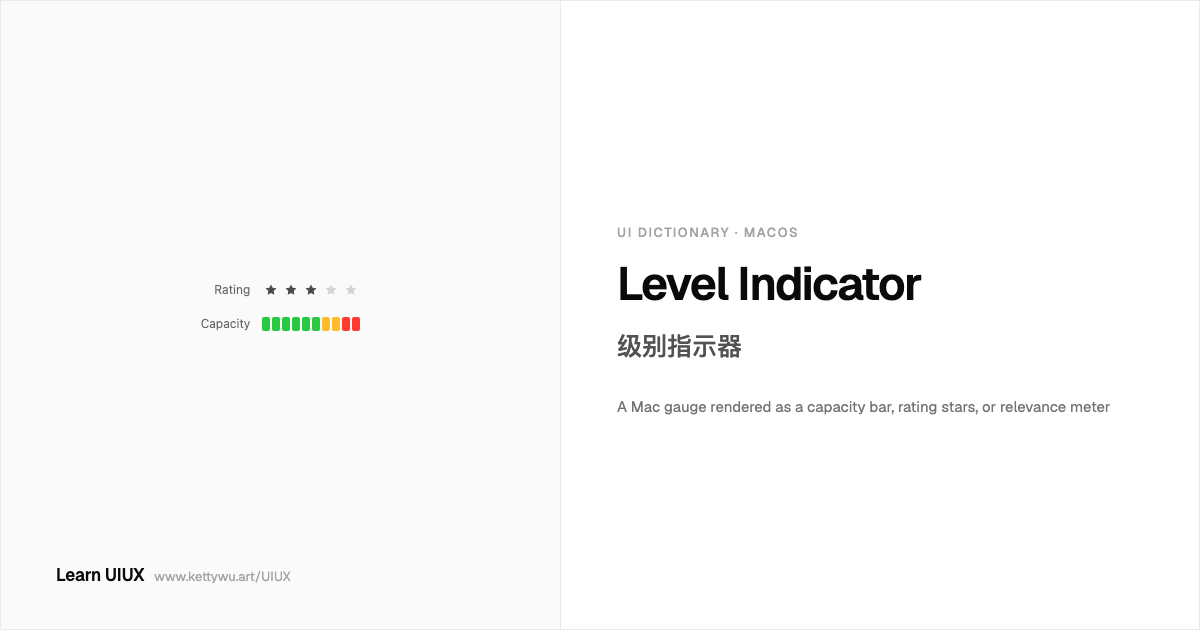 Rating
Capacity
UI DICTIONARY · MACOS
Level Indicator
级别指示器
A Mac gauge rendered as a capacity bar, rating stars, or relevance meter
Learn UIUX www.kettywu.art/UIUX